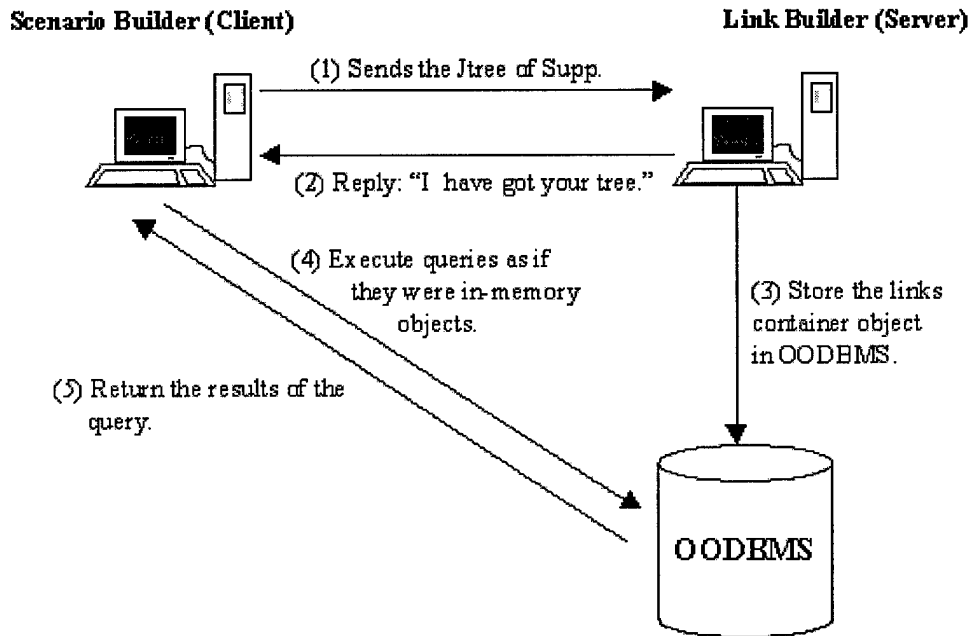 Scenario Builder (Client)
Link Builder (Server)
(1) Sends the Jtree of Supp.
(2) Reply: “I have got your tree.”
(4) Execute queries as if
they were in-memory
objects.
(3) Store the links
container object
in OODBMS.
(5) Return the results of the
query.
OODBMS